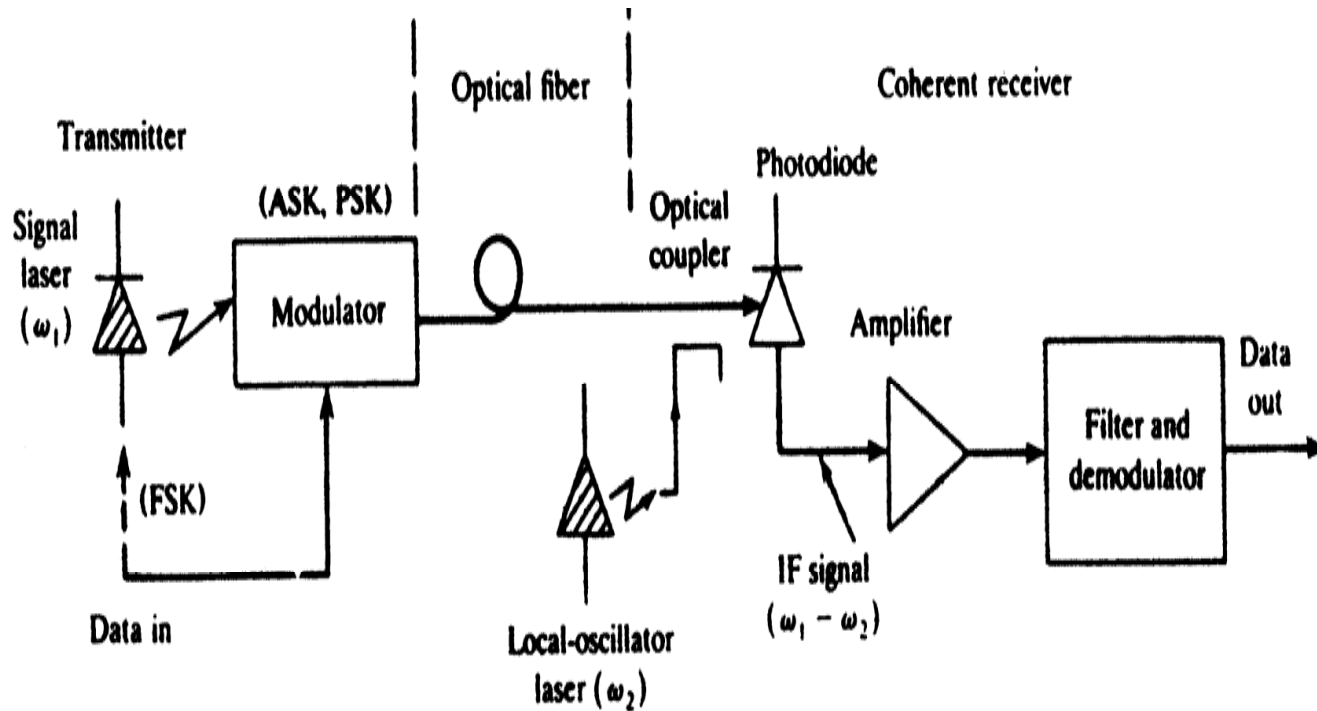 Transmitter
Signal
laser
(ω₁)
(ASK, PSK)
Modulator
(FSK)
Data in
Optical fiber
Coherent receiver
Photodiode
Optical
coupler
Amplifier
Local-oscillator
laser (ω₂)
IF signal
(ω₁ − ω₂)
Filter and
demodulator
Data
out